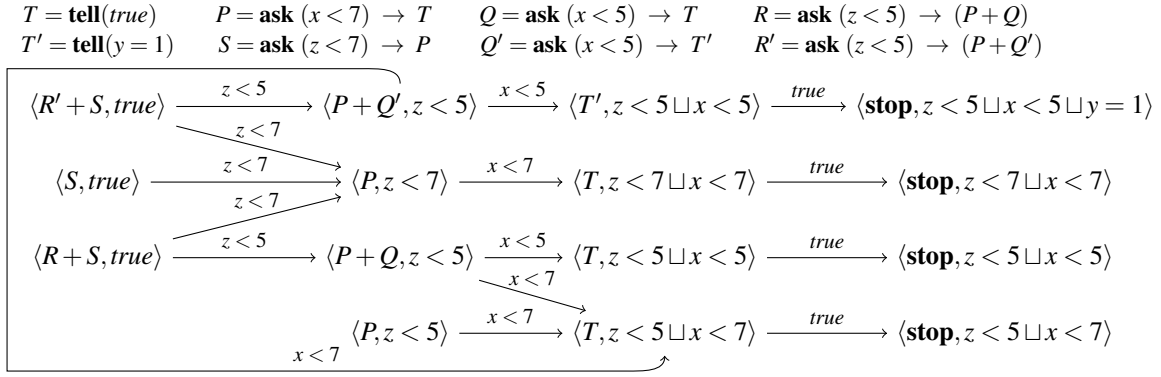 T = tell(true) P = ask (x < 7) → T Q = ask (x < 5) → T R = ask (z < 5) → (P + Q)
T′ = tell(y = 1) S = ask (z < 7) → P Q′ = ask (x < 5) → T' R′ = ask (z < 5) → (P + Q′)
z < 5 x < 5 true
⟨R′ + S, true⟩ ⟨P + Q′, z < 5⟩ ⟨T′, z < 5 ⊔ x < 5⟩ ⟨stop, z < 5 ⊔ x < 5 ⊔ y = 1⟩
z < 7
z < 7 x < 7 true
⟨S, true⟩ ⟨P, z < 7⟩ ⟨T, z < 7 ⊔ x < 7⟩ ⟨stop, z < 7 ⊔ x < 7⟩
z < 7
z < 5 x < 5 true
⟨R + S, true⟩ ⟨P + Q, z < 5⟩ ⟨T, z < 5 ⊔ x < 5⟩ ⟨stop, z < 5 ⊔ x < 5⟩
x < 7
x < 7 true
⟨P, z < 5⟩ ⟨T, z < 5 ⊔ x < 7⟩ ⟨stop, z < 5 ⊔ x < 7⟩
x < 7